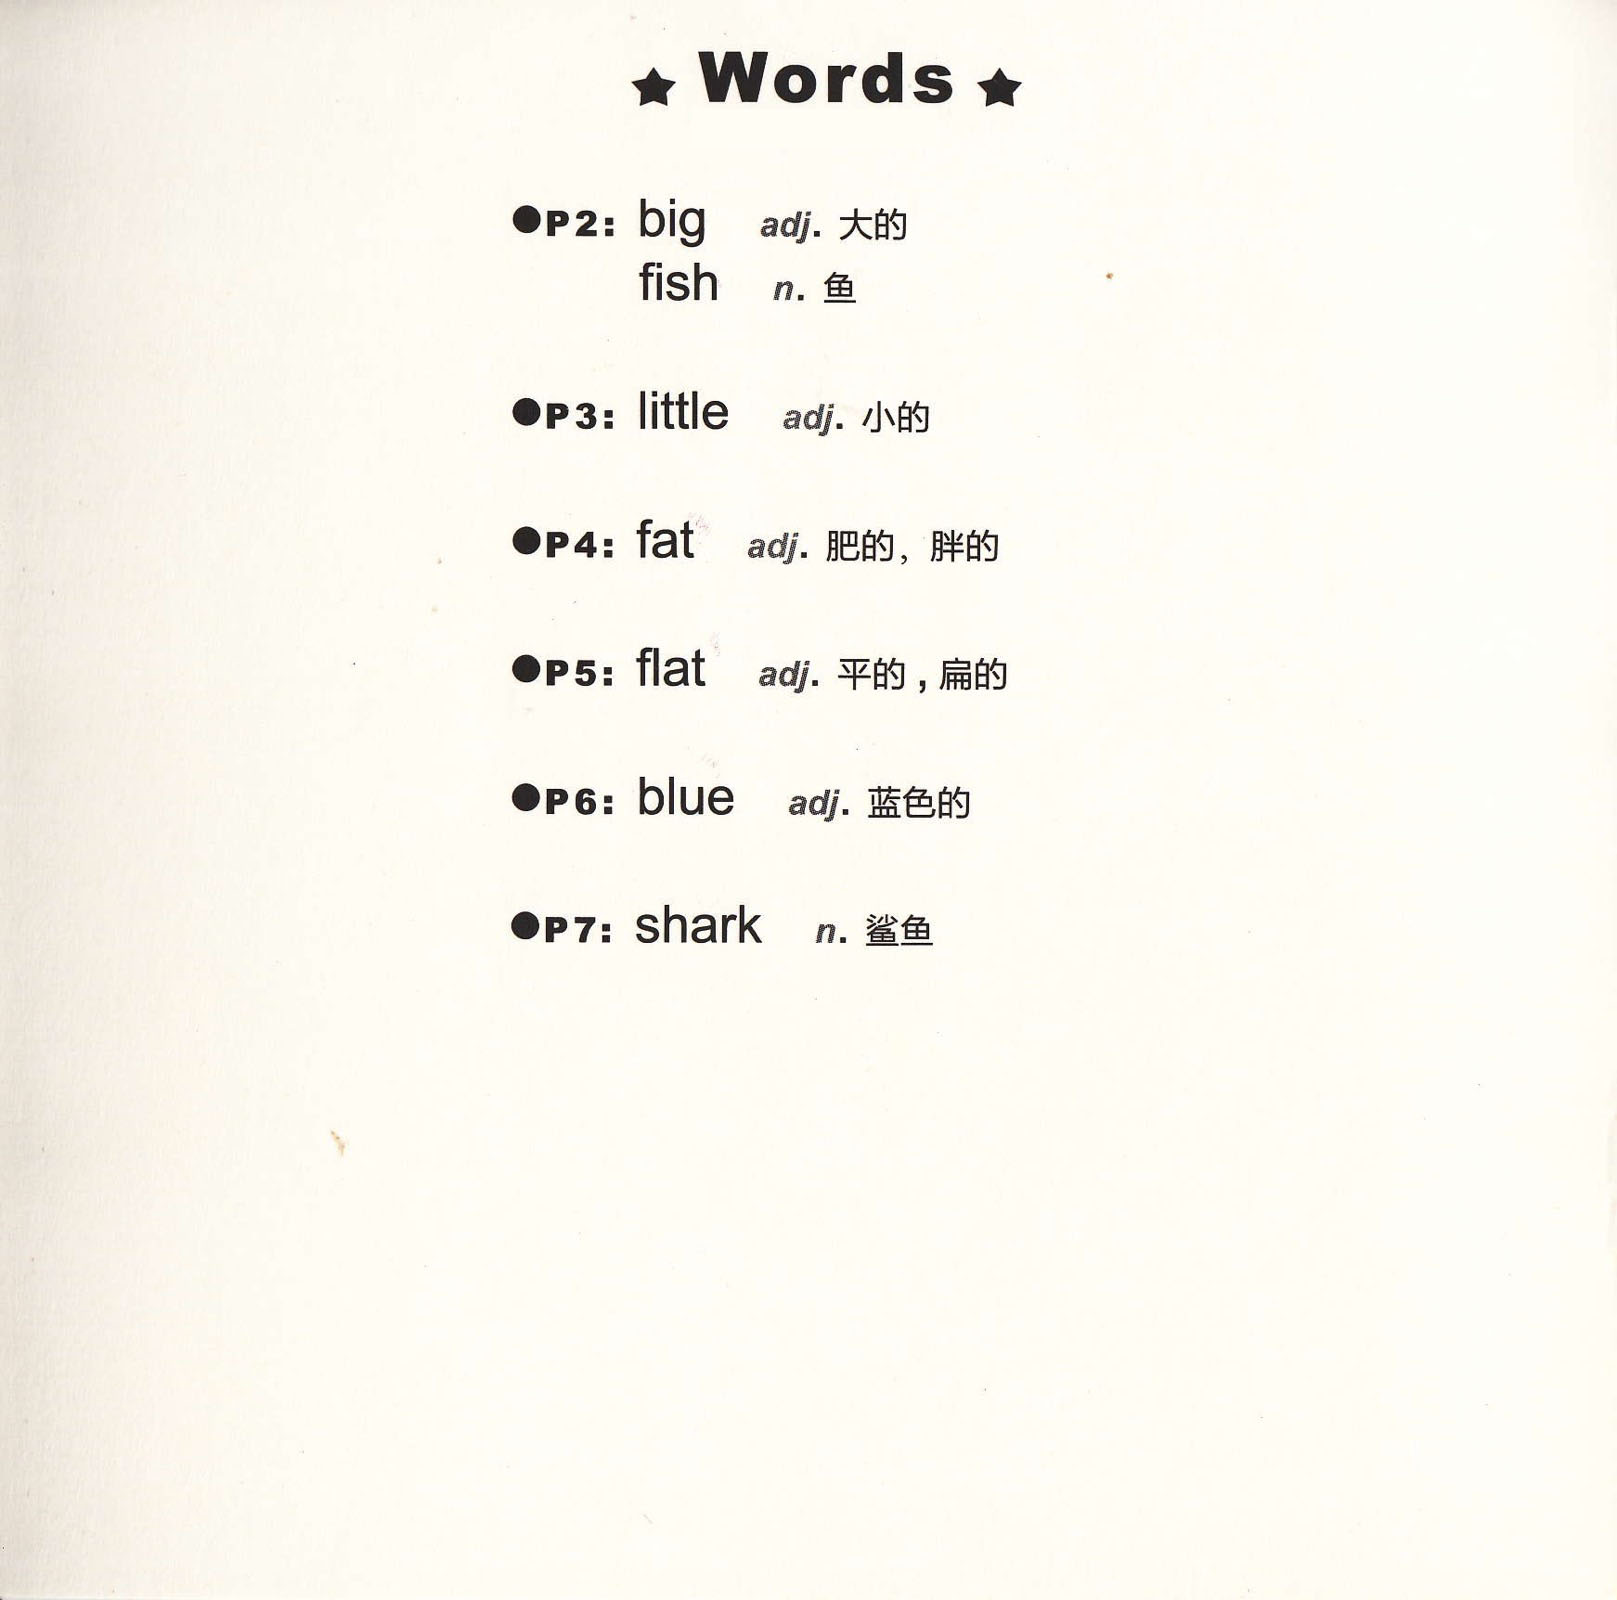 ★ Words ★
●P2: big adj. 大的
fish n. 鱼
●P3: little adj. 小的
●P4: fat adj. 肥的，胖的
●P5: flat adj. 平的 , 扁的
●P6: blue adj. 蓝色的
●P7: shark n. 鲨鱼